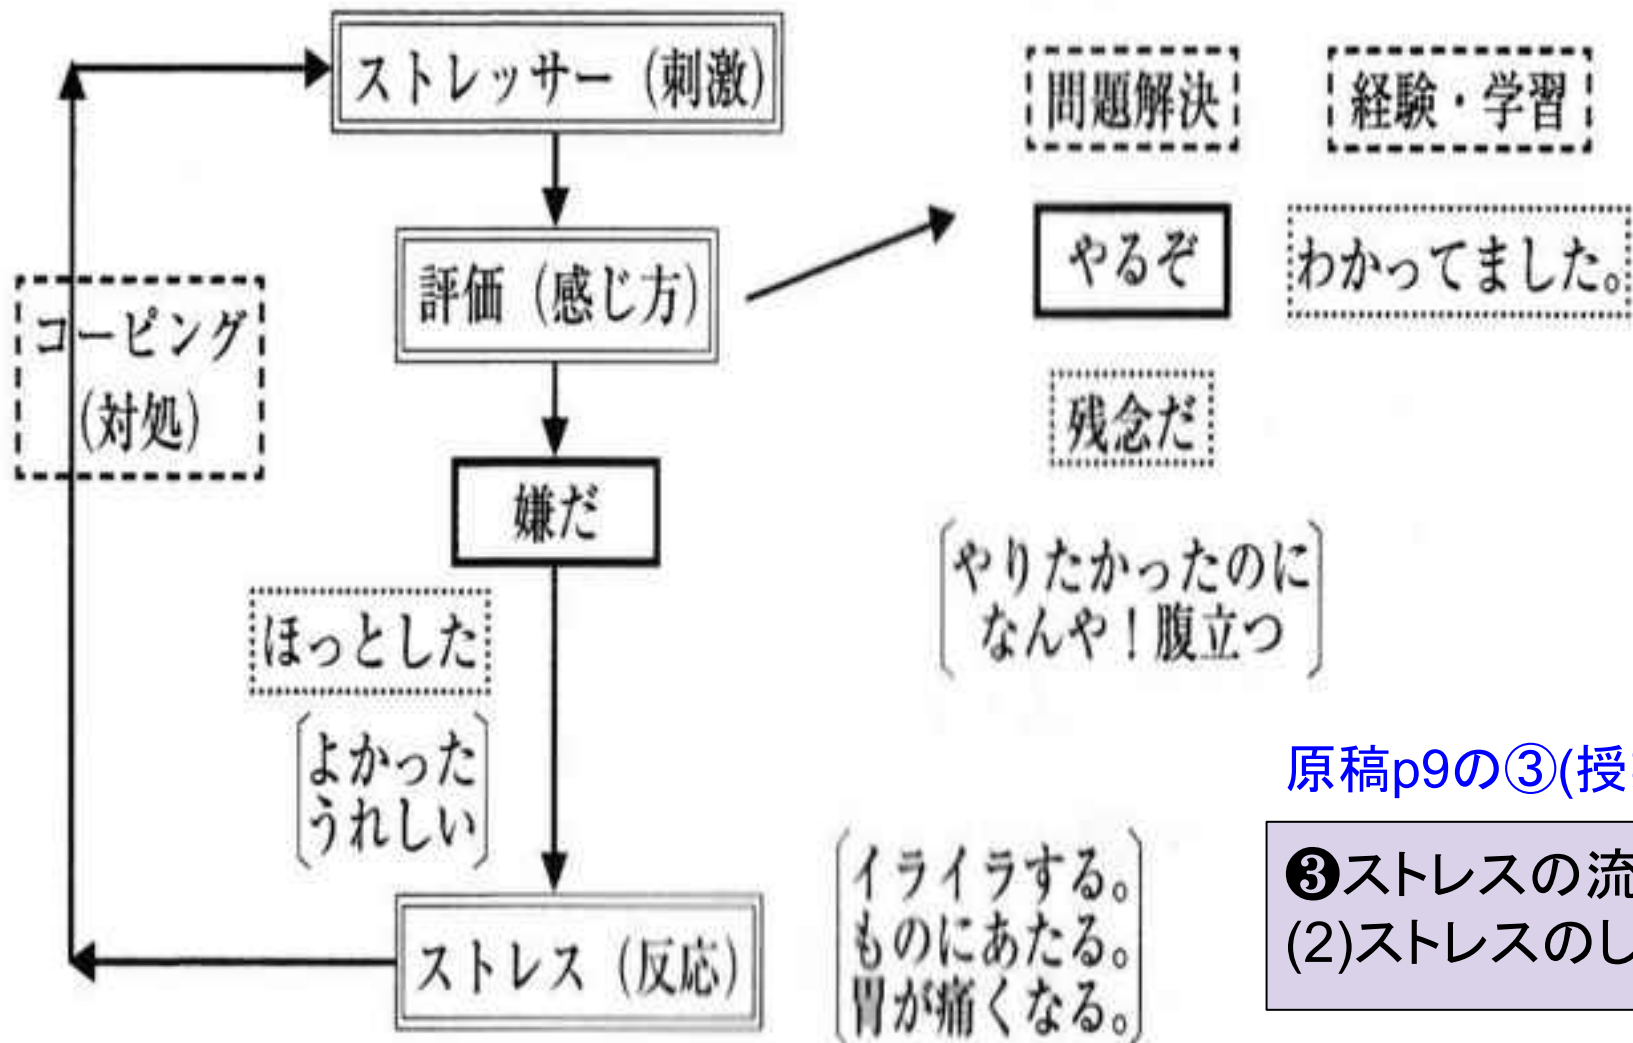 ストレッサー（刺激）
問題解決
経験・学習
評価（感じ方）
やるぞ
わかってました。
コーピング
(対処)
残念だ
嫌だ
やりたかったのに
なんや！腹立つ
ほっとした
よかった
うれしい
原稿p9の③(授
❸ストレスの流
(2)ストレスのし
イライラする。
ものにあたる。
胃が痛くなる。
ストレス（反応）